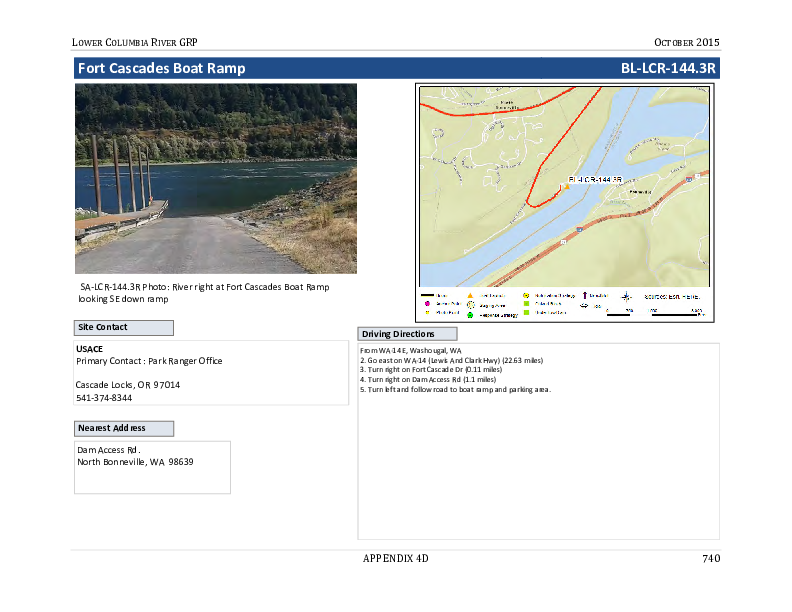 LOWER COLUMBIA RIVER GRP
OCTOBER 2015
Fort Cascades Boat Ramp
BL-LCR-144.3R
BL-LCR-144.3R
SA-LCR-144.3R Photo: River right at Fort Cascades Boat Ramp
looking SE down ramp
Sources: Esri, HERE,
Site Contact
USACE
Primary Contact: Park Ranger Office
Cascade Locks, OR 97014
541-374-8344
Nearest Address
Dam Access Rd.
North Bonneville, WA 98639
Driving Directions
From WA-14 E, Washougal, WA
2. Go east on WA-14 (Lewis And Clark Hwy) (22.63 miles)
3. Turn right on Fort Cascade Dr (0.11 miles)
4. Turn right on Dam Access Rd (1.1 miles)
5. Turn left and follow road to boat ramp and parking area.
APPENDIX 4D
740